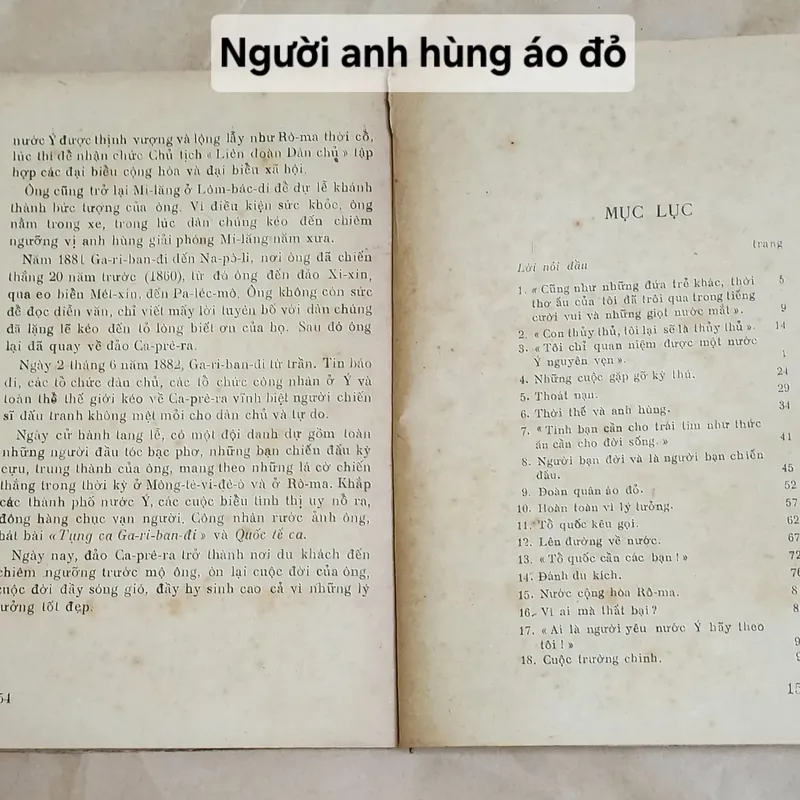 Người anh hùng áo đỏ
nước Ý được thịnh vượng và lộng lẫy như Rô-ma thời cổ,
lúc thì để nhận chức Chủ tịch « Liên đoàn Dân chủ » tập
hợp các đại biểu cộng hòa và đại biểu xã hội.
Ông cũng trở lại Mi-lăng ở Lôm-bác-đi để dự lễ khánh
thành bức tượng của ông. Vì điều kiện sức khỏe, ông
nằm trong xe, trong lúc dân chúng kéo đến chiêm
ngưỡng vị anh hùng giải phóng Mi-lăng năm xưa.
Năm 1881 Ga-ri-ban-đi đến Na-pô-li, nơi ông đã chiến
thắng 20 năm trước (1860), từ đó ông đến đảo Xi-xin,
qua eo biển Mét-xin, đến Pa-léc-mô. Ông không còn sức
để đọc diễn văn, chỉ viết mấy lời tuyên bố với dân chúng
đã lặng lẽ kéo đến tỏ lòng biết ơn của họ. Sau đó ông
lại đã quay về đảo Ca-prê-ra.
Ngày 2 tháng 6 năm 1882, Ga-ri-ban-đi từ trần. Tin báo
đi, các tổ chức dân chủ, các tổ chức công nhân ở Ý và
toàn thể thế giới kéo về Ca-prê-ra vĩnh biệt người chiến
sĩ đấu tranh không mệt mỏi cho dân chủ và tự do.
Ngày cử hành tang lễ, có một đội danh dự gồm toàn
những người đầu tóc bạc phơ, những bạn chiến đấu kỳ
cựu, trung thành của ông, mang theo những lá cờ chiến
thắng trong thời kỳ ở Mông-tê-vi-đê-ô và ở Rô-ma. Khắp
các thành phố nước Ý, các cuộc biểu tình thị uy nổ ra,
đông hàng chục vạn người. Công nhân rước ảnh ông,
hát bài « Tụng ca Ga-ri-ban-đi » và Quốc tế ca.
Ngày nay, đảo Ca-prê-ra trở thành nơi du khách đến
chiêm ngưỡng trước mộ ông, ôn lại cuộc đời của ông,
cuộc đời đầy sóng gió, đầy hy sinh cao cả vì những lý
tưởng tốt đẹp.
54
MỤC LỤC
trang
Lời nói đầu
1. « Cũng như những đứa trẻ khác, thời 5
thơ ấu của tôi đã trôi qua trong tiếng
cười vui và những giọt nước mắt ». 9
2. « Con thủy thủ, tôi lại sẽ là thủy thủ ». 14
3. « Tôi chỉ quan niệm được một nước
Ý nguyên vẹn ». 1
4. Những cuộc gặp gỡ kỳ thú. 24
5. Thoát nạn. 29
6. Thời thế và anh hùng. 34
7. « Tình bạn cần cho trái tim như thức
ăn cần cho đời sống. » 41
8. Người bạn đời và là người bạn chiến
đấu. 45
9. Đoàn quân áo đỏ. 52
10. Hoàn toàn vì lý tưởng. 57
11. Tổ quốc kêu gọi. 62
12. Lên đường về nước. 67
13. « Tổ quốc cần các bạn ! » 72
14. Đánh du kích. 76
15. Nước cộng hòa Rô-ma. 8
16. Vì ai mà thất bại ? 8
17. « Ai là người yêu nước Ý hãy theo
tôi ! » 9
18. Cuộc trường chinh. 9
15